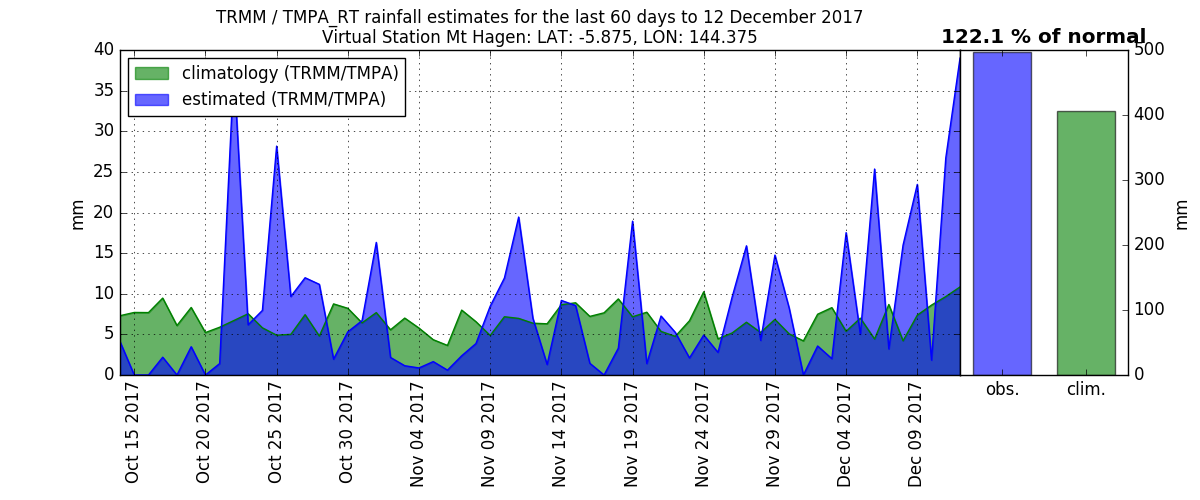 TRMM / TMPA_RT rainfall estimates for the last 60 days to 12 December 2017
Virtual Station Mt Hagen: LAT: -5.875, LON: 144.375
122.1 % of normal
climatology (TRMM/TMPA)
estimated (TRMM/TMPA)
40
35
30
25
20
15
10
5
0
mm
500
400
300
200
100
0
mm
Oct 15 2017
Oct 20 2017
Oct 25 2017
Oct 30 2017
Nov 04 2017
Nov 09 2017
Nov 14 2017
Nov 19 2017
Nov 24 2017
Nov 29 2017
Dec 04 2017
Dec 09 2017
obs.
clim.